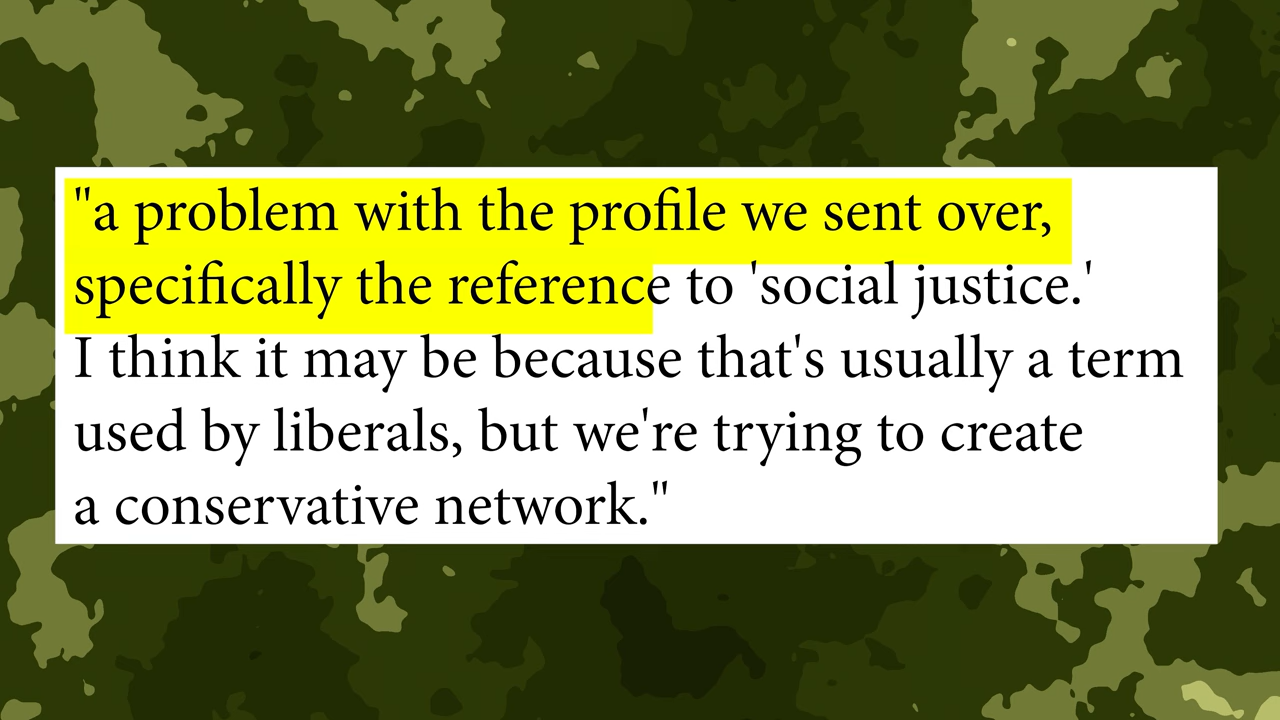 "a problem with the profile we sent over,
specifically the reference to 'social justice.'
I think it may be because that's usually a term
used by liberals, but we're trying to create
a conservative network."